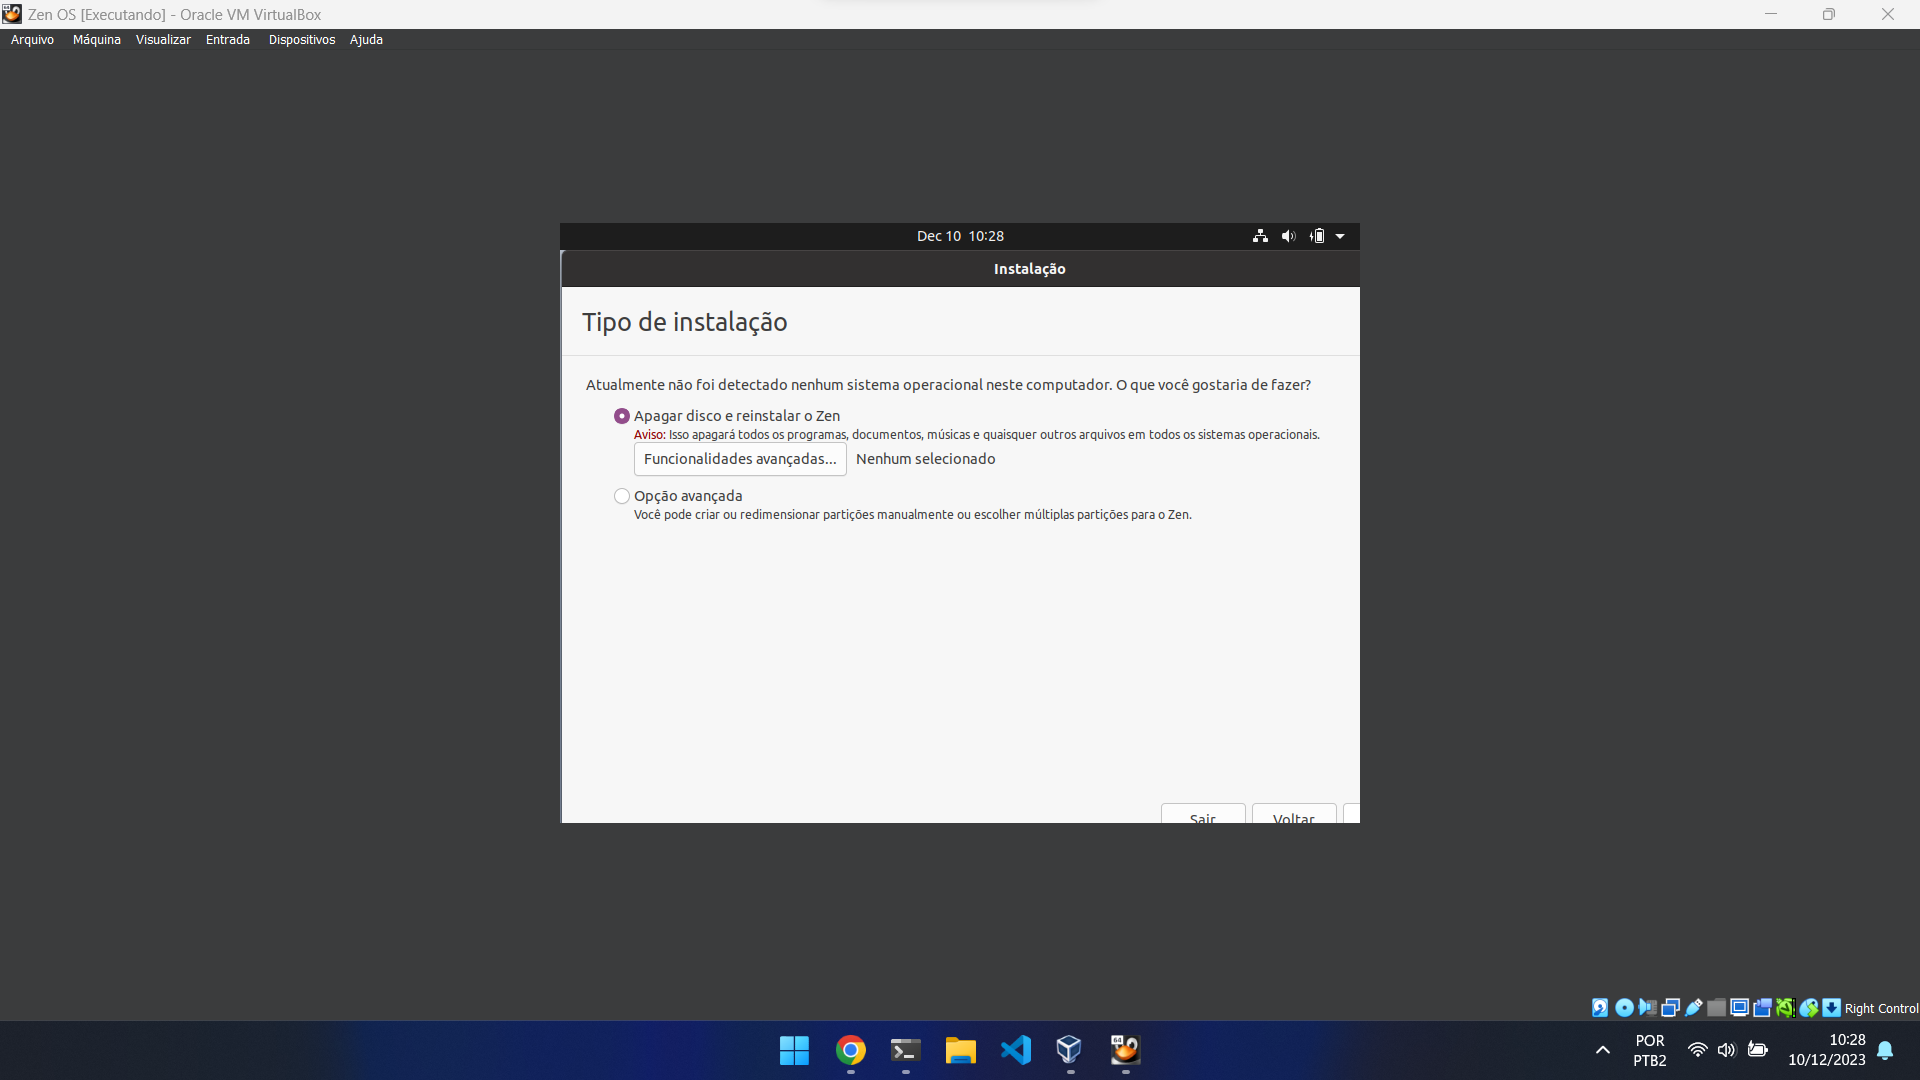 Zen OS [Executando] - Oracle VM VirtualBox
Arquivo Máquina Visualizar Entrada Dispositivos Ajuda
Dec 10 10:28
Instalação
Tipo de instalação
Atualmente não foi detectado nenhum sistema operacional neste computador. O que você gostaria de fazer?
Apagar disco e reinstalar o Zen
Aviso: Isso apagará todos os programas, documentos, músicas e quaisquer outros arquivos em todos os sistemas operacionais.
Funcionalidades avançadas... Nenhum selecionado
Opção avançada
Você pode criar ou redimensionar partições manualmente ou escolher múltiplas partições para o Zen.
Sair Voltar
Right Control
64
POR
PTB2
10:28
10/12/2023